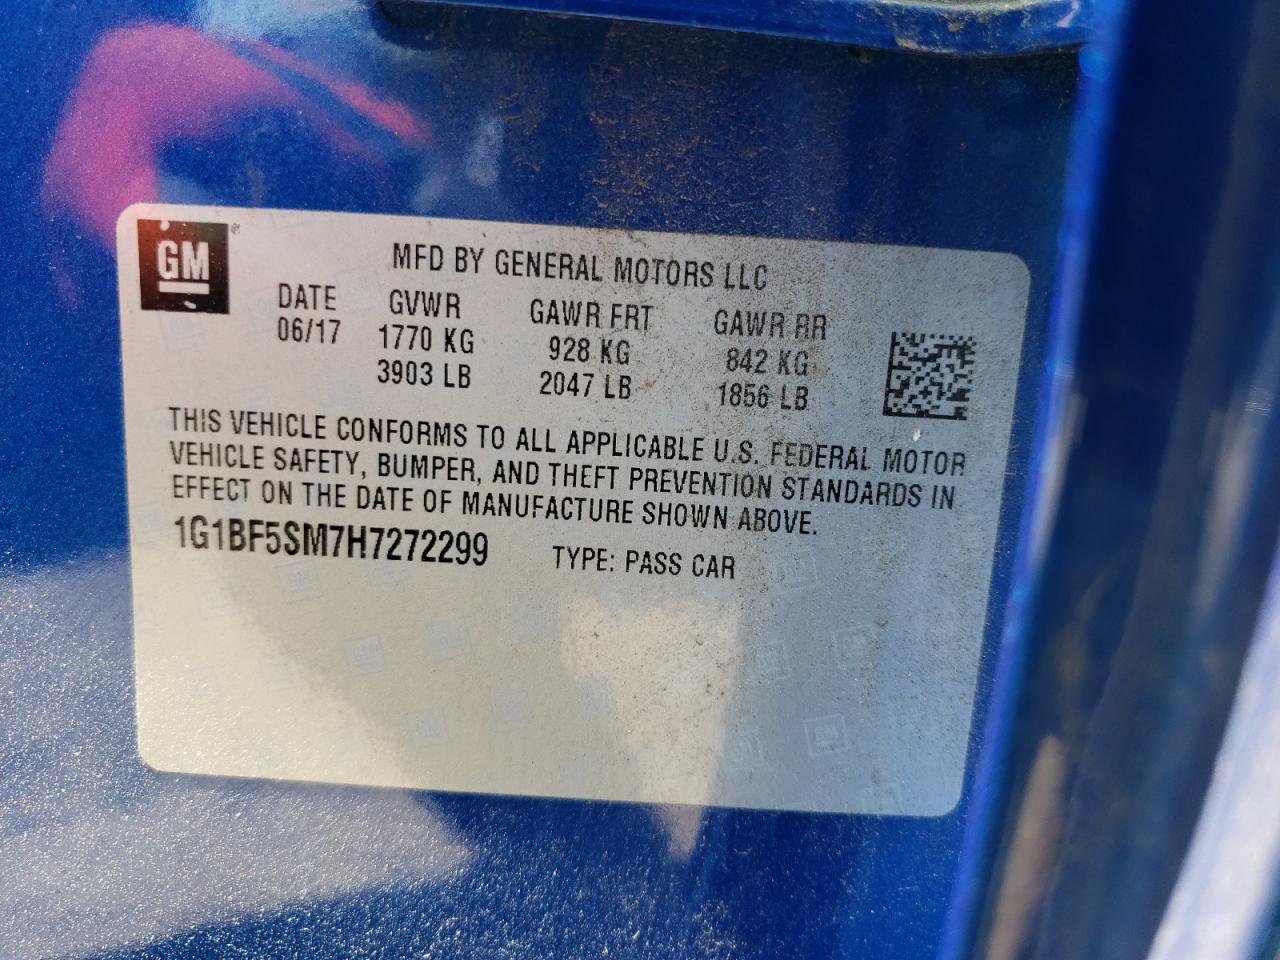 GM ®
MFD BY GENERAL MOTORS LLC
DATE GVWR GAWR FRT GAWR RR
06/17 1770 KG 928 KG 842 KG
3903 LB 2047 LB 1856 LB
THIS VEHICLE CONFORMS TO ALL APPLICABLE U.S. FEDERAL MOTOR
VEHICLE SAFETY, BUMPER, AND THEFT PREVENTION STANDARDS IN
EFFECT ON THE DATE OF MANUFACTURE SHOWN ABOVE.
1G1BF5SM7H7272299 TYPE: PASS CAR